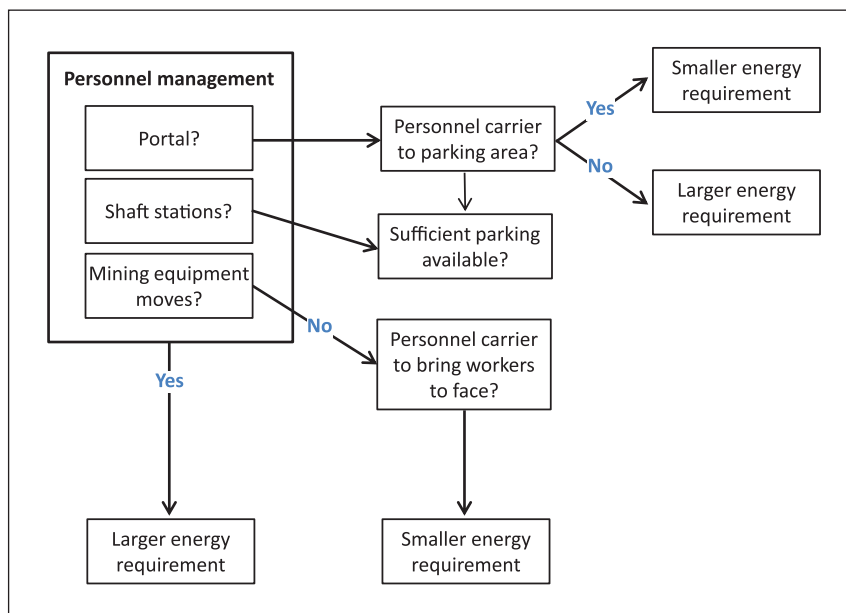 Personnel management
Portal?
Shaft stations?
Mining equipment
moves?
Personnel carrier
to parking area?
Sufficient parking
available?
Yes
No
Smaller energy
requirement
Larger energy
requirement
No
Personnel carrier
to bring workers
to face?
Yes
Larger energy
requirement
Smaller energy
requirement